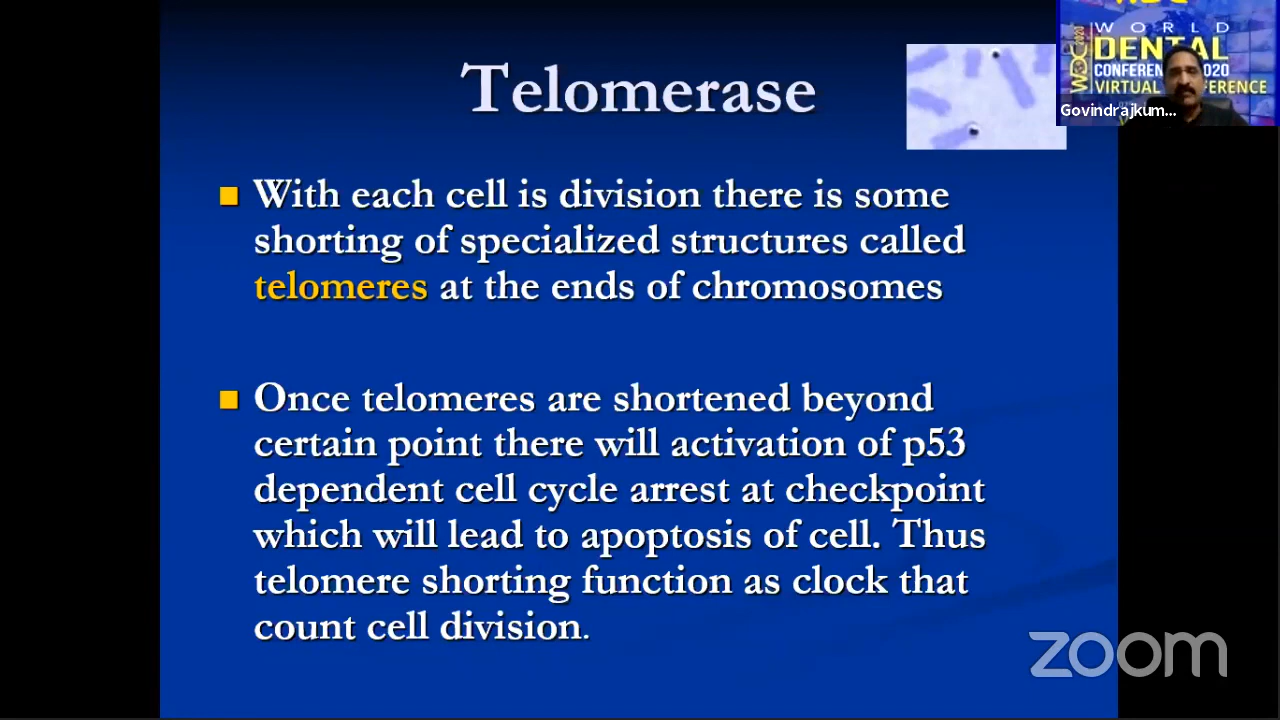 Telomerase
WORLD
DENTAL
VIRTUAL
Govindrajkum...
With each cell is division there is some
shorting of specialized structures called
telomeres at the ends of chromosomes
Once telomeres are shortened beyond
certain point there will activation of p53
dependent cell cycle arrest at checkpoint
which will lead to apoptosis of cell. Thus
telomere shorting function as clock that
count cell division.
zoom